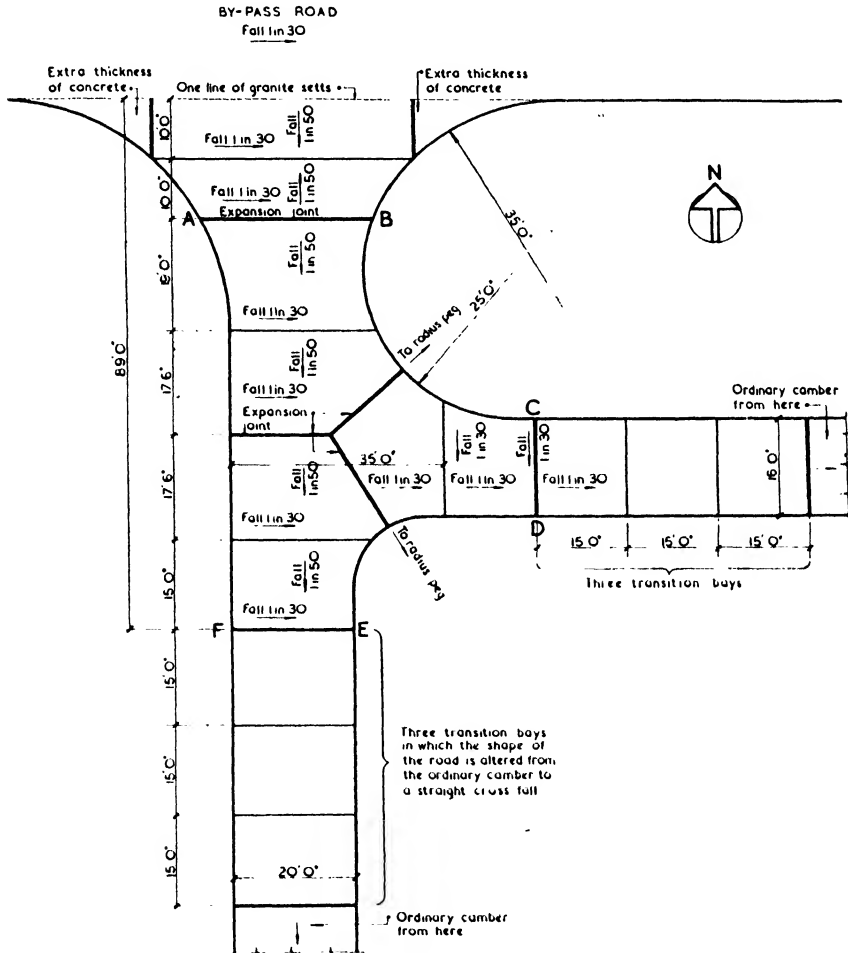 BY-PASS ROAD
Fall 1 in 30
Extra thickness
of concrete
One line of granite setts
Extra thickness
of concrete
10'0"
Fall 1 in 30
Fall
1 in 50
10'0"
Fall 1 in 30
Fall
1 in 50
Expansion joint
A
B
N
35'0"
25'0"
19'0"
Fall
1 in 50
Fall 1 in 30
89'0"
To radius peg
17'6"
Fall
1 in 50
Fall 1 in 30
Expansion
joint
C
Ordinary camber
from here
35'0"
Fall
1 in 30
Fall
1 in 30
16'0"
17'6"
Fall
1 in 50
Fall 1 in 30
Fall 1 in 30
Fall 1 in 30
Fall 1 in 30
D
To radius peg
15'0"
15'0"
15'0"
Three transition bays
15'0"
Fall
1 in 50
Fall 1 in 30
F
E
15'0"
15'0"
15'0"
Three transition bays
in which the shape of
the road is altered from
the ordinary camber to
a straight cross fall
20'0"
Ordinary camber
from here